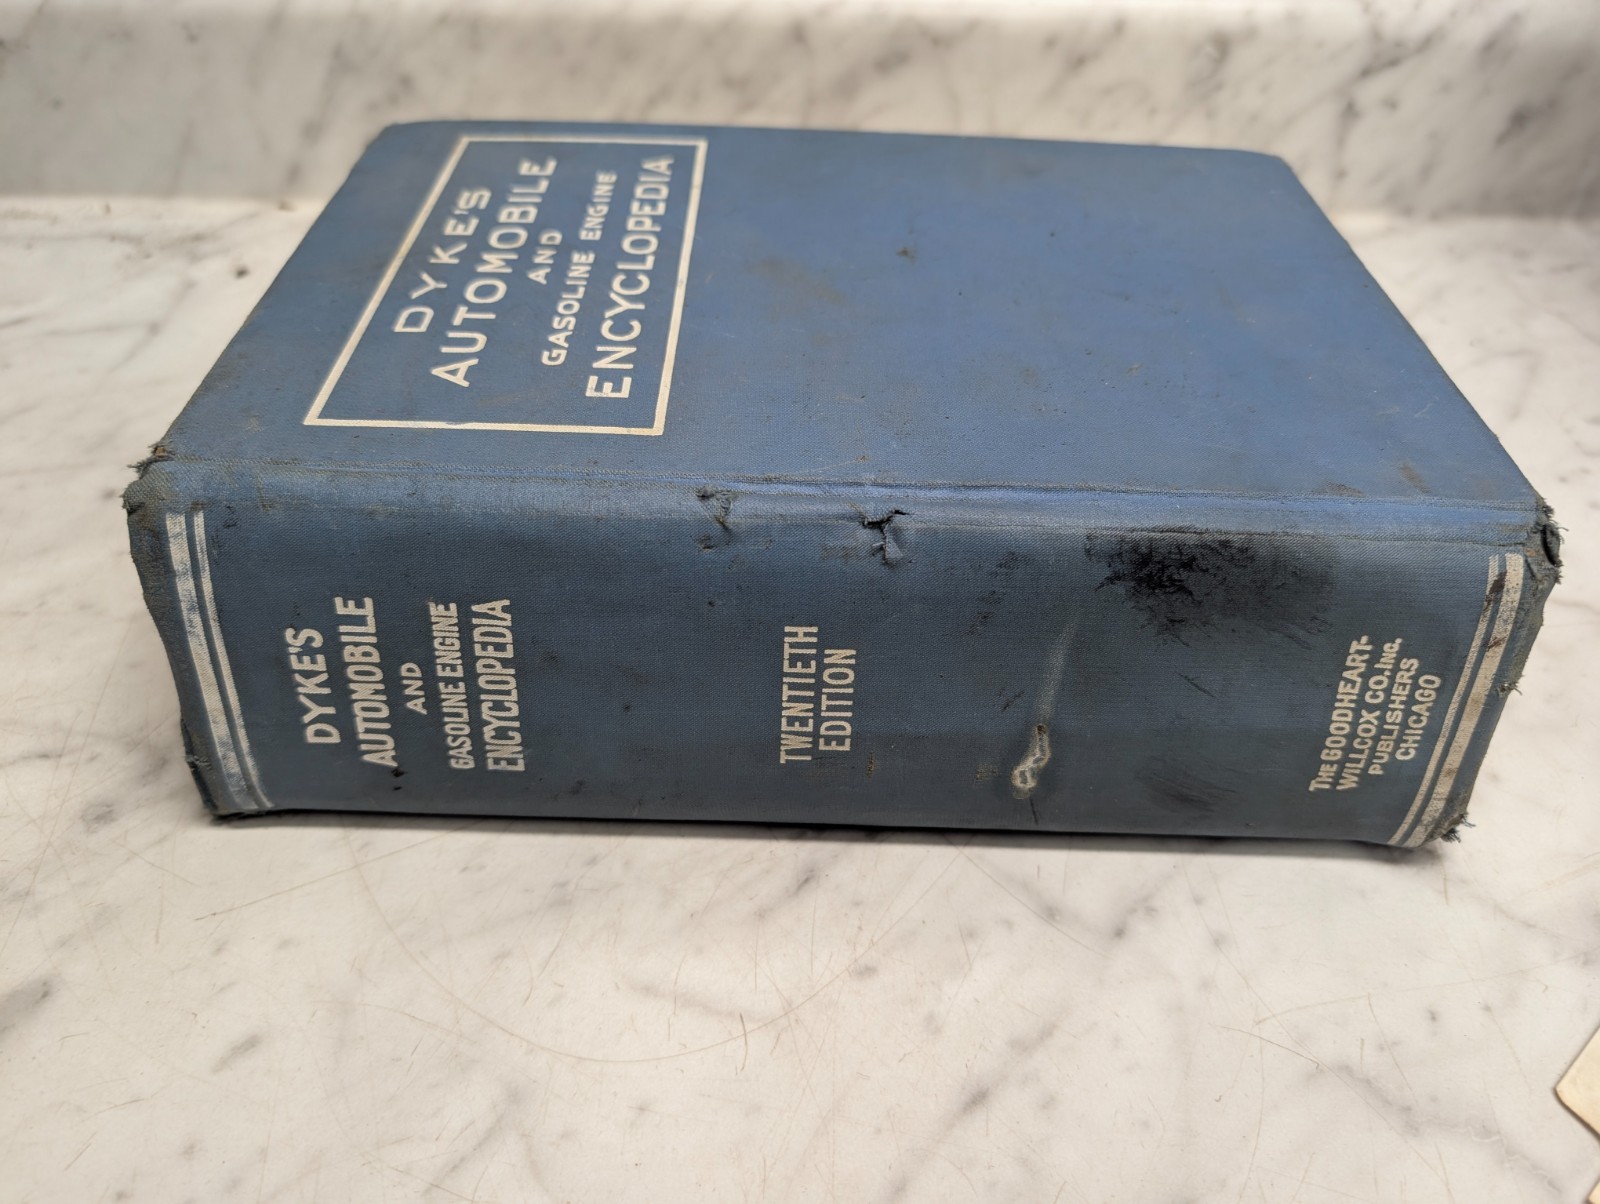 DYKE'S
AUTOMOBILE
AND
GASOLINE ENGINE
ENCYCLOPEDIA
DYKE'S
AUTOMOBILE
AND
GASOLINE ENGINE
ENCYCLOPEDIA
TWENTIETH
EDITION
THE GOODHEART-
WILLCOX CO., INC.
PUBLISHERS
CHICAGO